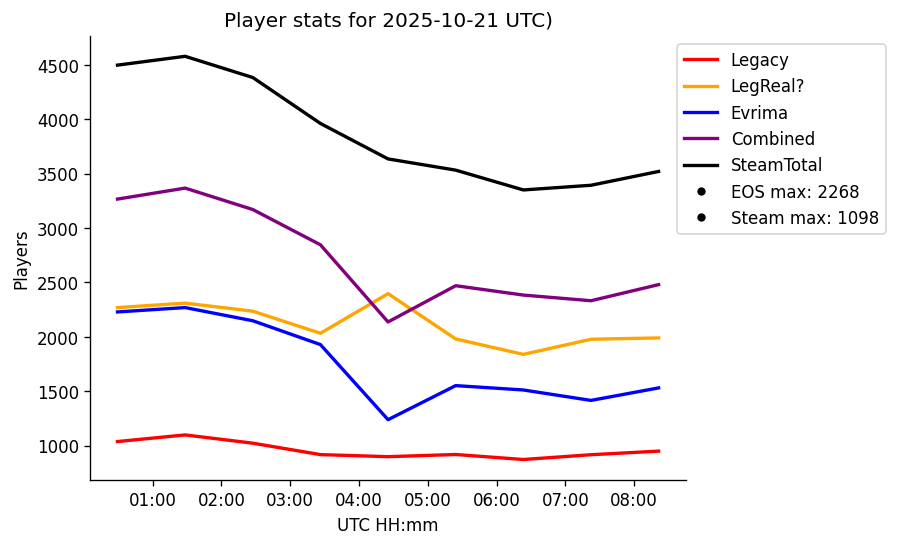 Player stats for 2025-10-21 UTC)
Legacy
LegReal?
Evrima
Combined
SteamTotal
EOS max: 2268
Steam max: 1098
Players
4500
4000
3500
3000
2500
2000
1500
1000
01:00 02:00 03:00 04:00 05:00 06:00 07:00 08:00
UTC HH:mm